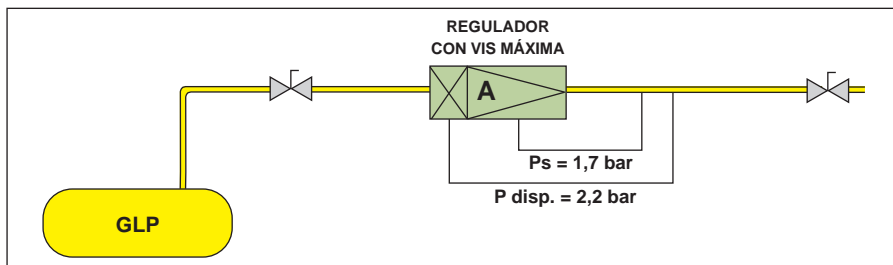 REGULADOR
CON VIS MÁXIMA
A
Ps = 1,7 bar
P disp. = 2,2 bar
GLP